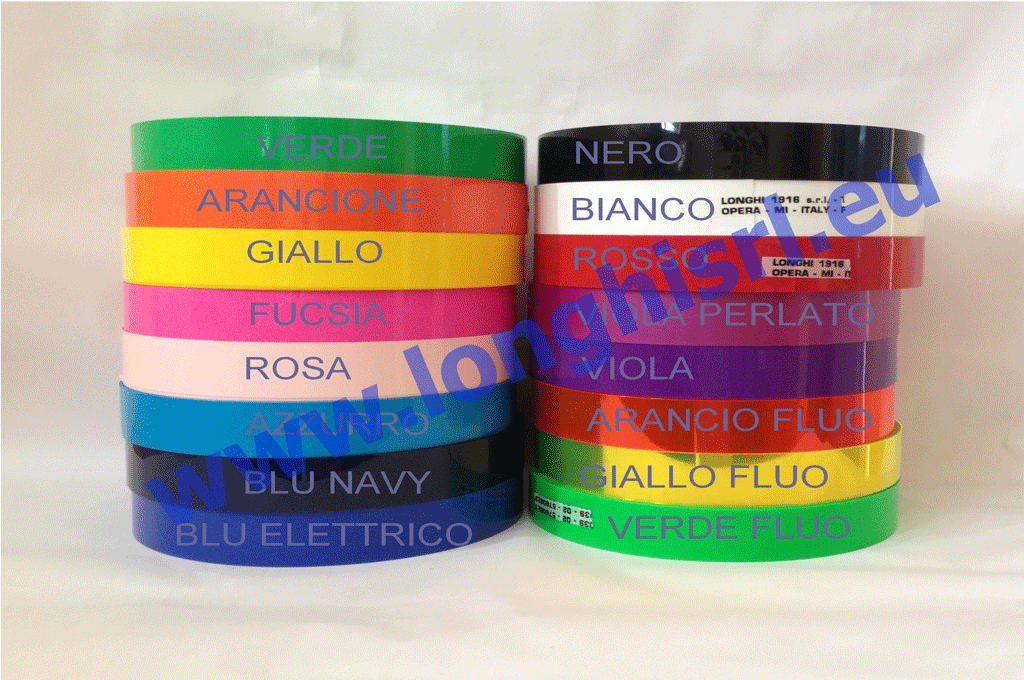 VERDE
ARANCIONE
GIALLO
FUCSIA
ROSA
AZZURRO
BLU NAVY
BLU ELETTRICO
NERO
BIANCO
LONGHI 1916 s.r.l. -
OPERA - MI - ITALY -
ROSSO
LONGHI 1916
OPERA - MI -
VIOLA PERLATO
VIOLA
ARANCIO FLUO
GIALLO FLUO
VERDE FLUO
www.longhisrl.eu